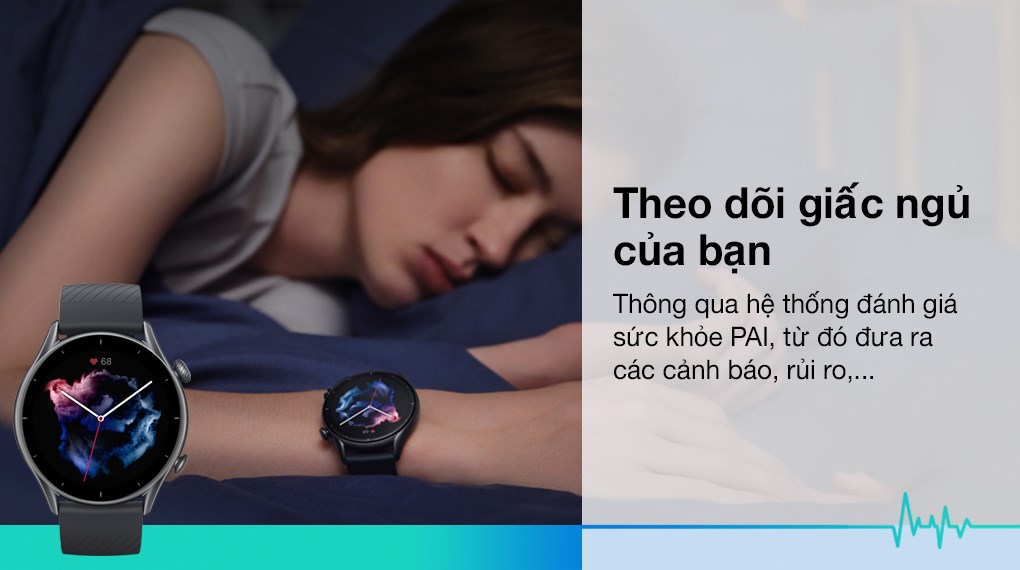 Theo dõi giấc ngủ
của bạn
Thông qua hệ thống đánh giá
sức khỏe PAI, từ đó đưa ra
các cảnh báo, rủi ro,...
68